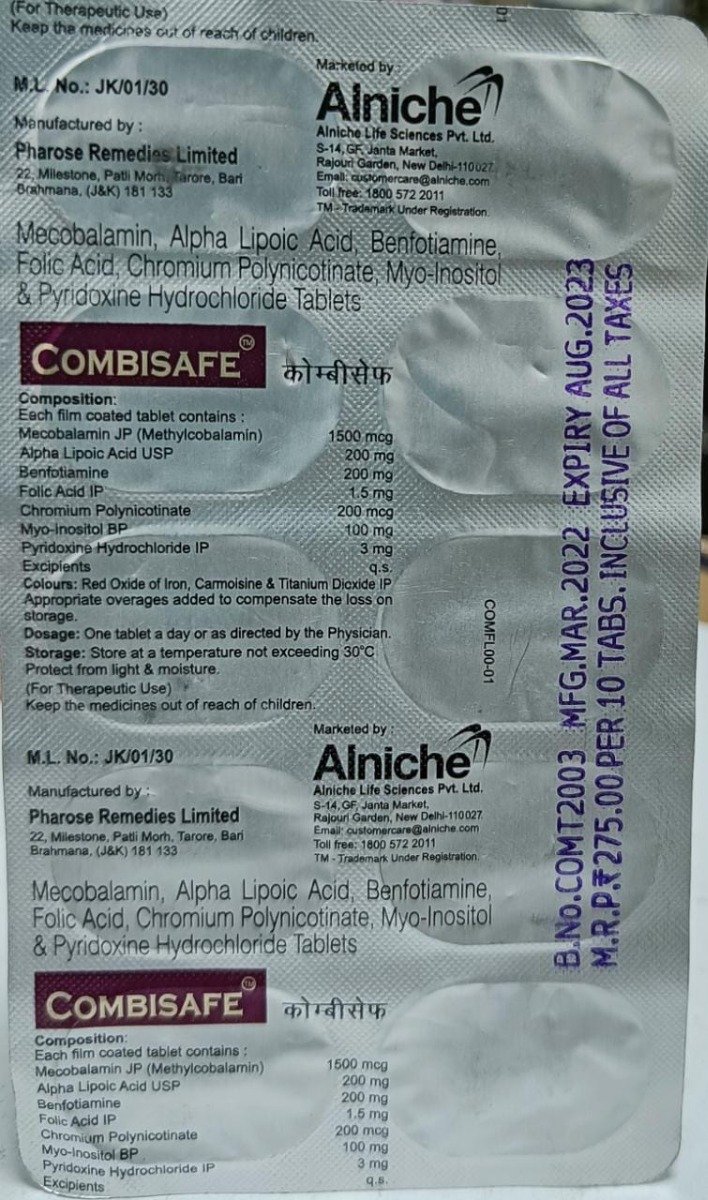 (For Therapeutic Use)
Keep the medicines out of reach of children.
M.L. No.: JK/01/30
Manufactured by :
Pharose Remedies Limited
22, Milestone, Patli Morh, Tarore, Bari
Brahmana, (J&K) 181 133
Marketed by :
Alniche
Alniche Life Sciences Pvt. Ltd.
S-14, GF, Janta Market,
Rajouri Garden, New Delhi-110027
Email: customercare@alniche.com
Toll free: 1800 572 2011
TM - Trademark Under Registration.
Mecobalamin, Alpha Lipoic Acid, Benfotiamine,
Folic Acid, Chromium Polynicotinate, Myo-Inositol
& Pyridoxine Hydrochloride Tablets
COMBISAFE TM कोम्बीसेफ
Composition:
Each film coated tablet contains :
Mecobalamin JP (Methylcobalamin) 1500 mcg
Alpha Lipoic Acid USP 200 mg
Benfotiamine 200 mg
Folic Acid IP 1.5 mg
Chromium Polynicotinate 200 mcg
Myo-Inositol BP 100 mg
Pyridoxine Hydrochloride IP 3 mg
Excipients q.s.
Colours: Red Oxide of Iron, Carmoisine & Titanium Dioxide IP
Appropriate overages added to compensate the loss on
storage.
Dosage: One tablet a day or as directed by the Physician.
Storage: Store at a temperature not exceeding 30°C
Protect from light & moisture.
(For Therapeutic Use)
Keep the medicines out of reach of children.
M.L. No.: JK/01/30
Manufactured by :
Pharose Remedies Limited
22, Milestone, Patli Morh, Tarore, Bari
Brahmana, (J&K) 181 133
Marketed by :
Alniche
Alniche Life Sciences Pvt. Ltd.
S-14, GF, Janta Market,
Rajouri Garden, New Delhi-110027
Email: customercare@alniche.com
Toll free: 1800 572 2011
TM - Trademark Under Registration.
Mecobalamin, Alpha Lipoic Acid, Benfotiamine,
Folic Acid, Chromium Polynicotinate, Myo-Inositol
& Pyridoxine Hydrochloride Tablets
COMBISAFE TM कोम्बीसेफ
Composition:
Each film coated tablet contains :
Mecobalamin JP (Methylcobalamin) 1500 mcg
Alpha Lipoic Acid USP 200 mg
Benfotiamine 200 mg
Folic Acid IP 1.5 mg
Chromium Polynicotinate 200 mcg
Myo-Inositol BP 100 mg
Pyridoxine Hydrochloride IP 3 mg
Excipients q.s.
01
COMFL00-01
B.No.COMT2003 MFG.MAR.2022 EXPIRY AUG.2023
M.R.P.₹275.00 PER 10 TABS. INCLUSIVE OF ALL TAXES